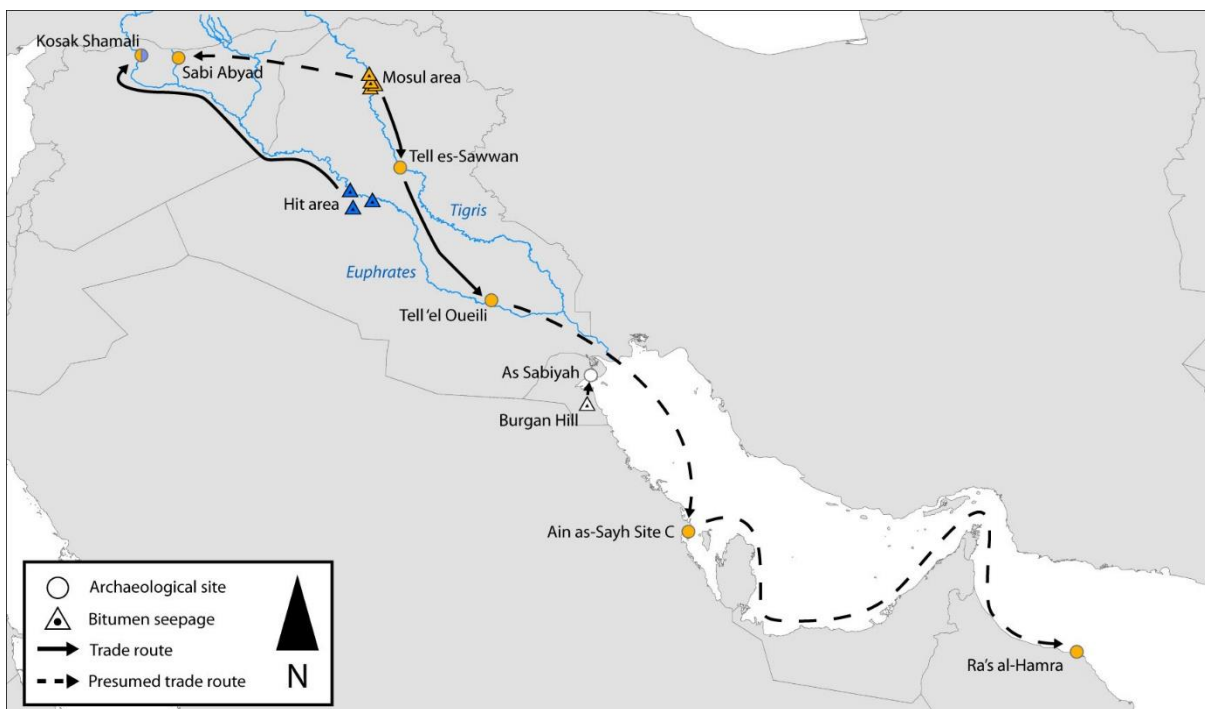 Kosak Shamali
Sabi Abyad
Mosul area
Tell es-Sawwan
Hit area
Tigris
Euphrates
Tell 'el Oueili
As Sabiyah
Burgan Hill
Ain as-Sayh Site C
Ra's al-Hamra
Archaeological site
Bitumen seepage
Trade route
Presumed trade route
N